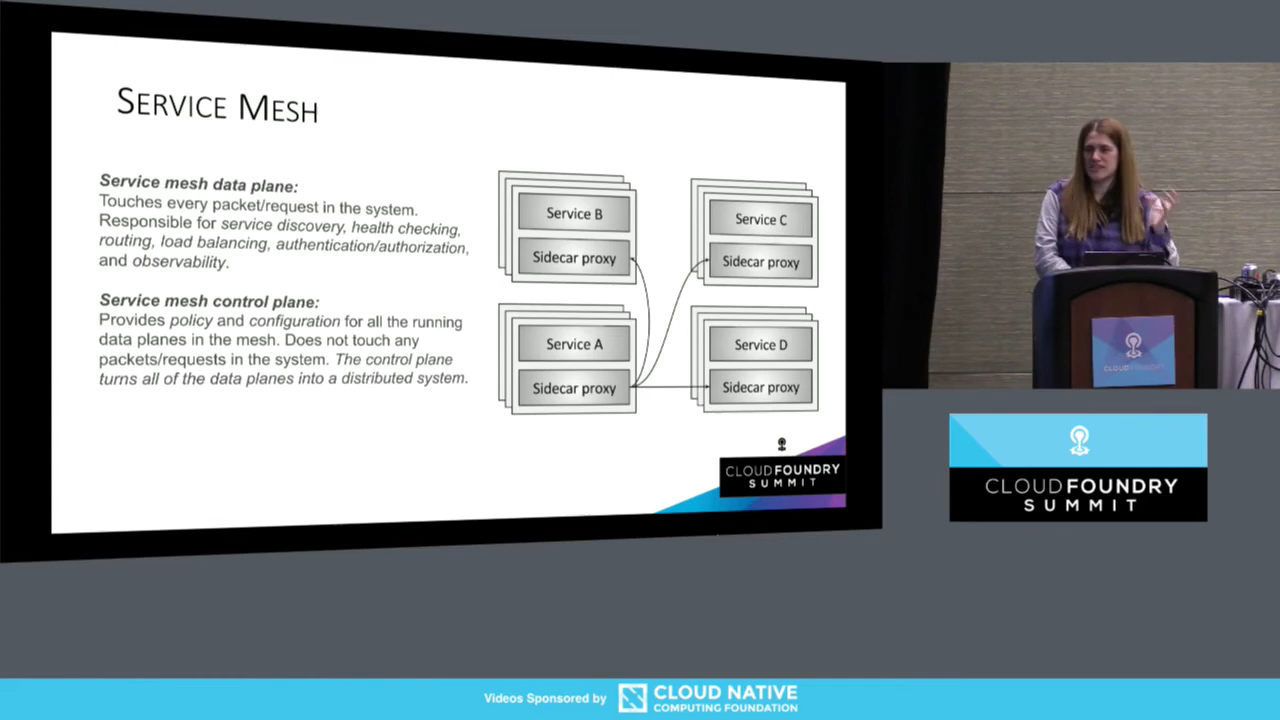 SERVICE MESH
Service mesh data plane:
Touches every packet/request in the system.
Responsible for service discovery, health checking,
routing, load balancing, authentication/authorization,
and observability.
Service mesh control plane:
Provides policy and configuration for all the running
data planes in the mesh. Does not touch any
packets/requests in the system. The control plane
turns all of the data planes into a distributed system.
Service B
Sidecar proxy
Service C
Sidecar proxy
Service A
Sidecar proxy
Service D
Sidecar proxy
CLOUDFOUNDRY
SUMMIT
CLOUDFOUNDRY
CLOUDFOUNDRY
SUMMIT
Videos Sponsored by
CLOUD NATIVE
COMPUTING FOUNDATION